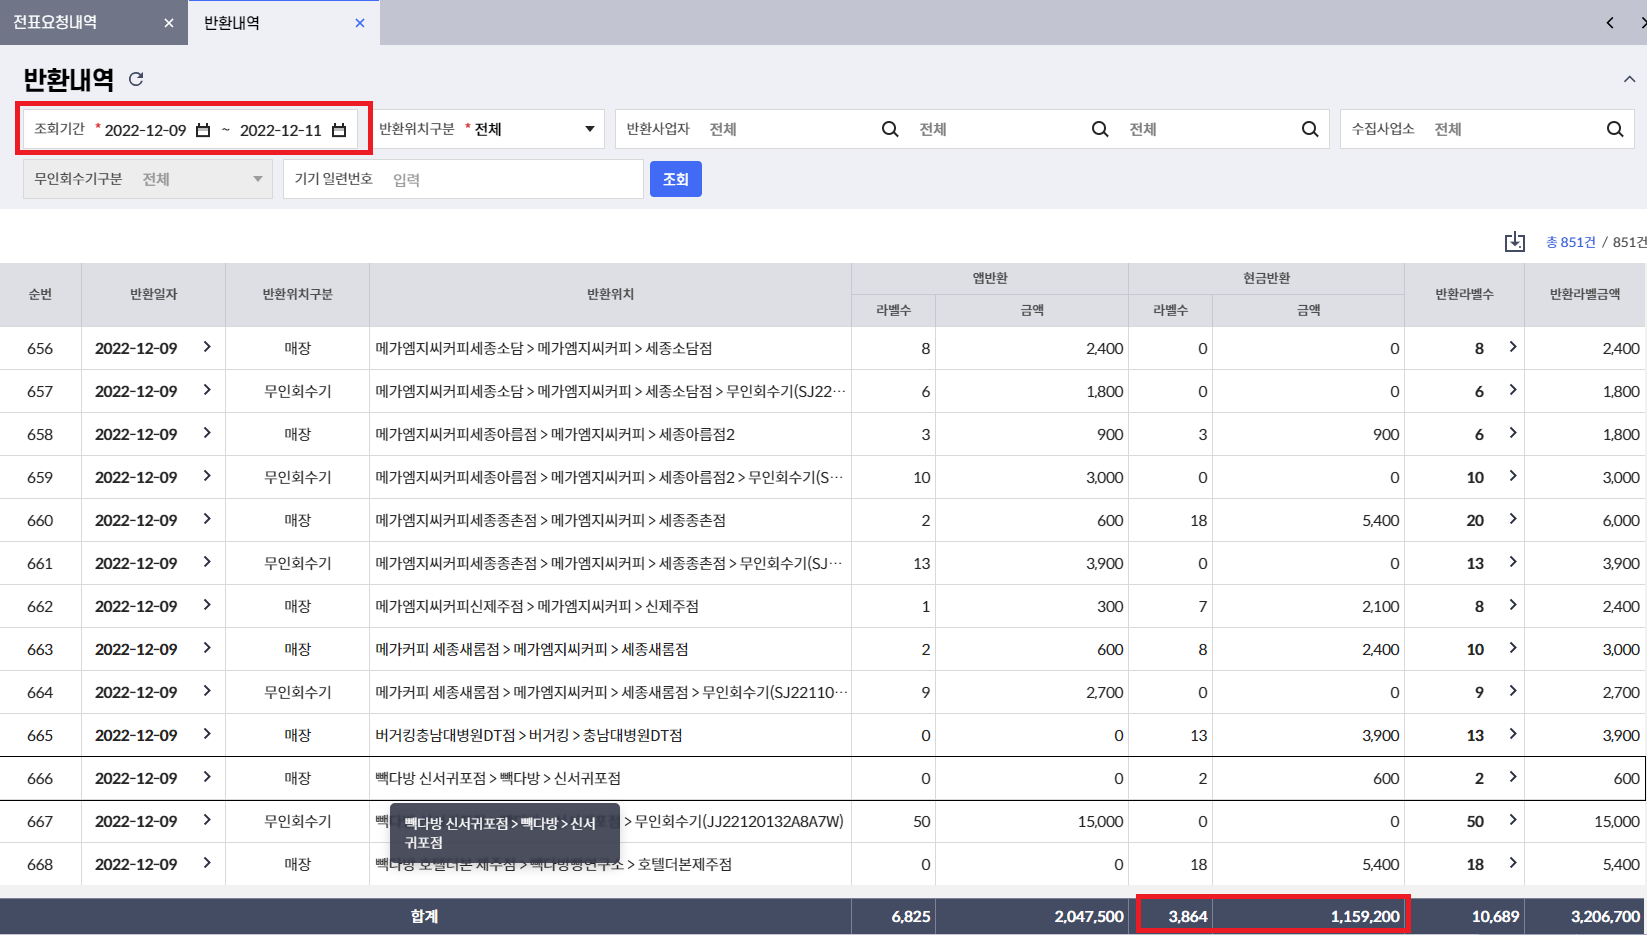 전표요청내역 ×
반환내역 ×
반환내역
조회기간 * 2022-12-09 ~ 2022-12-11 반환위치구분 * 전체 반환사업자 전체 전체 전체 수집사업소 전체
무인회수기구분 전체 기기 일련번호 입력 조회
총 851건 / 851건
순번 반환일자 반환위치구분 반환위치 앱반환 현금반환 반환라벨수 반환라벨금액
라벨수 금액 라벨수 금액
656 2022-12-09 > 매장 메가엠지씨커피세종소담 > 메가엠지씨커피 > 세종소담점 8 2,400 0 0 8 > 2,400
657 2022-12-09 > 무인회수기 메가엠지씨커피세종소담 > 메가엠지씨커피 > 세종소담점 > 무인회수기(SJ22··· 6 1,800 0 0 6 > 1,800
658 2022-12-09 > 매장 메가엠지씨커피세종아름점 > 메가엠지씨커피 > 세종아름점2 3 900 3 900 6 > 1,800
659 2022-12-09 > 무인회수기 메가엠지씨커피세종아름점 > 메가엠지씨커피 > 세종아름점2 > 무인회수기(S··· 10 3,000 0 0 10 > 3,000
660 2022-12-09 > 매장 메가엠지씨커피세종종촌점 > 메가엠지씨커피 > 세종종촌점 2 600 18 5,400 20 > 6,000
661 2022-12-09 > 무인회수기 메가엠지씨커피세종종촌점 > 메가엠지씨커피 > 세종종촌점 > 무인회수기(SJ··· 13 3,900 0 0 13 > 3,900
662 2022-12-09 > 매장 메가엠지씨커피신제주점 > 메가엠지씨커피 > 신제주점 1 300 7 2,100 8 > 2,400
663 2022-12-09 > 매장 메가커피 세종새롬점 > 메가엠지씨커피 > 세종새롬점 2 600 8 2,400 10 > 3,000
664 2022-12-09 > 무인회수기 메가커피 세종새롬점 > 메가엠지씨커피 > 세종새롬점 > 무인회수기(SJ22110··· 9 2,700 0 0 9 > 2,700
665 2022-12-09 > 매장 버거킹충남대병원DT점 > 버거킹 > 충남대병원DT점 0 0 13 3,900 13 > 3,900
666 2022-12-09 > 매장 빽다방 신서귀포점 > 빽다방 > 신서귀포점 0 0 2 600 2 > 600
667 2022-12-09 > 무인회수기 > 무인회수기(JJ22120132A8A7W) 50 15,000 0 0 50 > 15,000
빽다방 신서귀포점 > 빽다방 > 신서
귀포점
668 2022-12-09 > 매장 빽다방 호텔더본 제주점 > 빽다방빵연구소 > 호텔더본제주점 0 0 18 5,400 18 > 5,400
합계 6,825 2,047,500 3,864 1,159,200 10,689 3,206,700